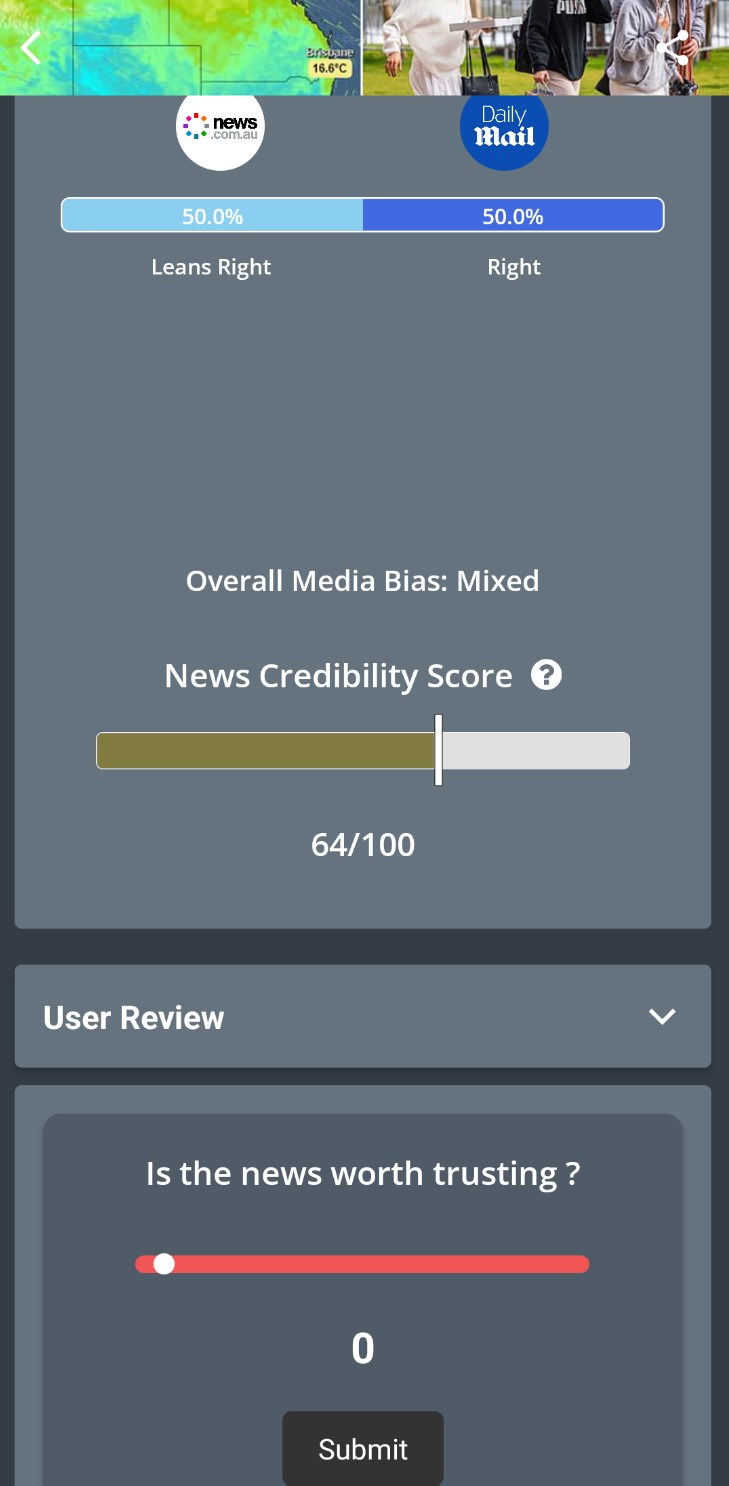 Brisbane
16.6°C
PUMA
news
.com.au
Daily
Mail
50.0%
50.0%
Leans Right
Right
Overall Media Bias: Mixed
News Credibility Score ?
64/100
User Review
Is the news worth trusting ?
0
Submit